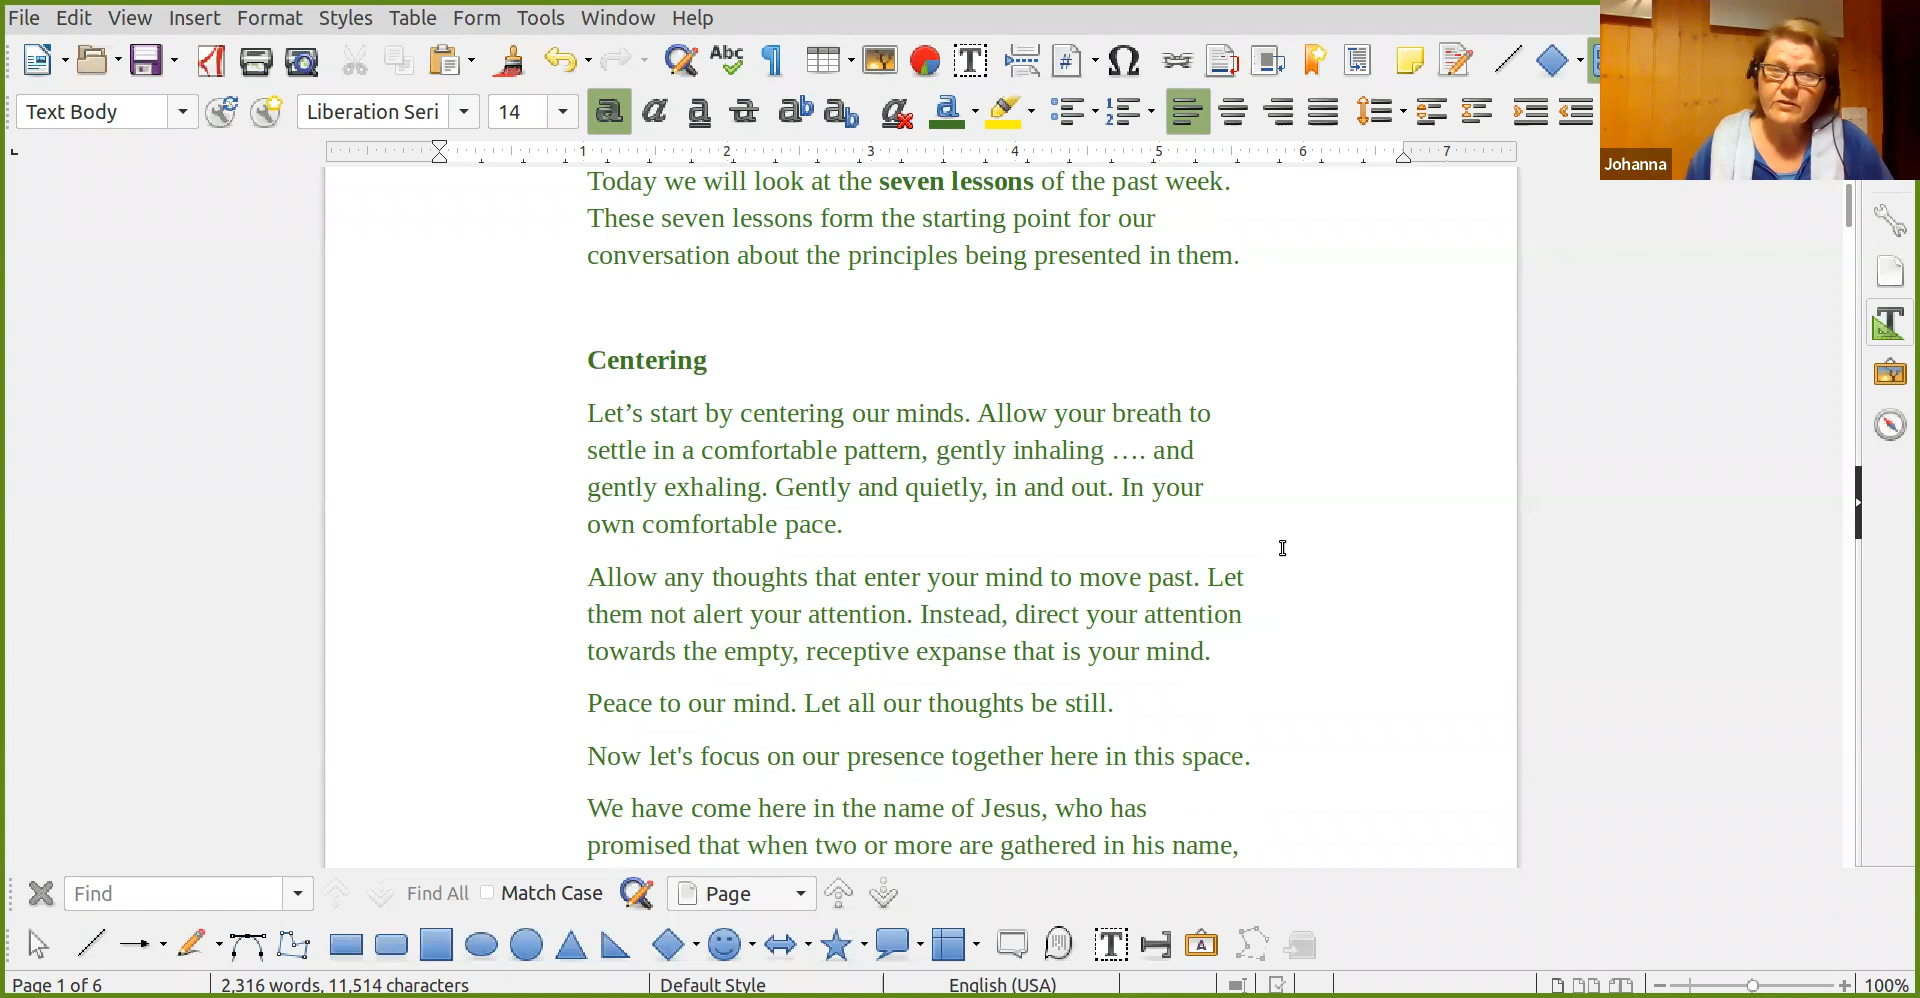 File Edit View Insert Format Styles Table Form Tools Window Help
Text Body Liberation Seri 14
1 2 3 4 5 6 7
Johanna
Today we will look at the seven lessons of the past week.
These seven lessons form the starting point for our
conversation about the principles being presented in them.
Centering
Let’s start by centering our minds. Allow your breath to
settle in a comfortable pattern, gently inhaling …. and
gently exhaling. Gently and quietly, in and out. In your
own comfortable pace.
Allow any thoughts that enter your mind to move past. Let
them not alert your attention. Instead, direct your attention
towards the empty, receptive expanse that is your mind.
Peace to our mind. Let all our thoughts be still.
Now let's focus on our presence together here in this space.
We have come here in the name of Jesus, who has
promised that when two or more are gathered in his name,
Find Find All Match Case Page
Page 1 of 6 2,316 words, 11,514 characters Default Style English (USA) 100%